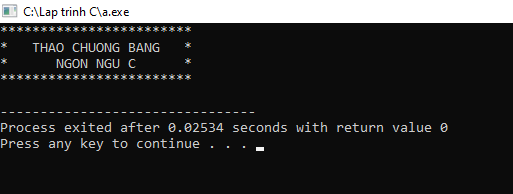 C:\Lap trinh C\a.exe
************************
*   THAO CHUONG BANG   *
*      NGON NGU C      *
************************
--------------------------------
Process exited after 0.02534 seconds with return value 0
Press any key to continue . . .